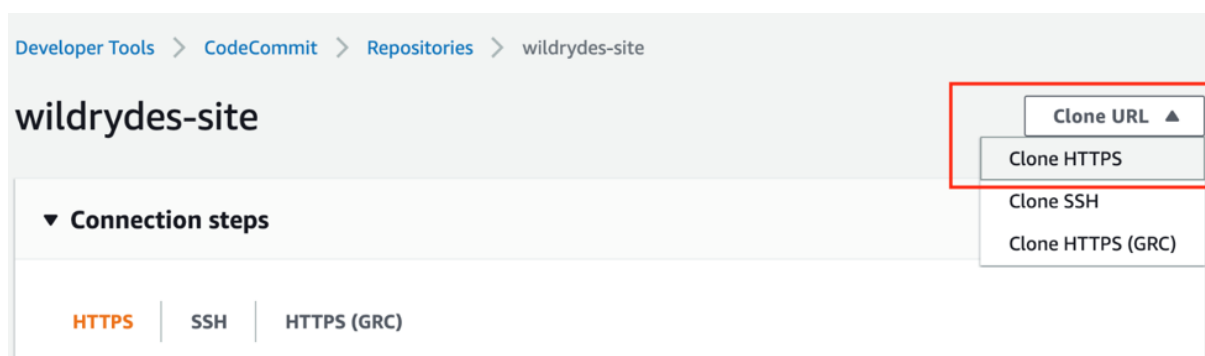 Developer Tools > CodeCommit > Repositories > wildrydes-site
wildrydes-site
Clone URL ▲
Clone HTTPS
Clone SSH
Clone HTTPS (GRC)
▼ Connection steps
HTTPS SSH HTTPS (GRC)